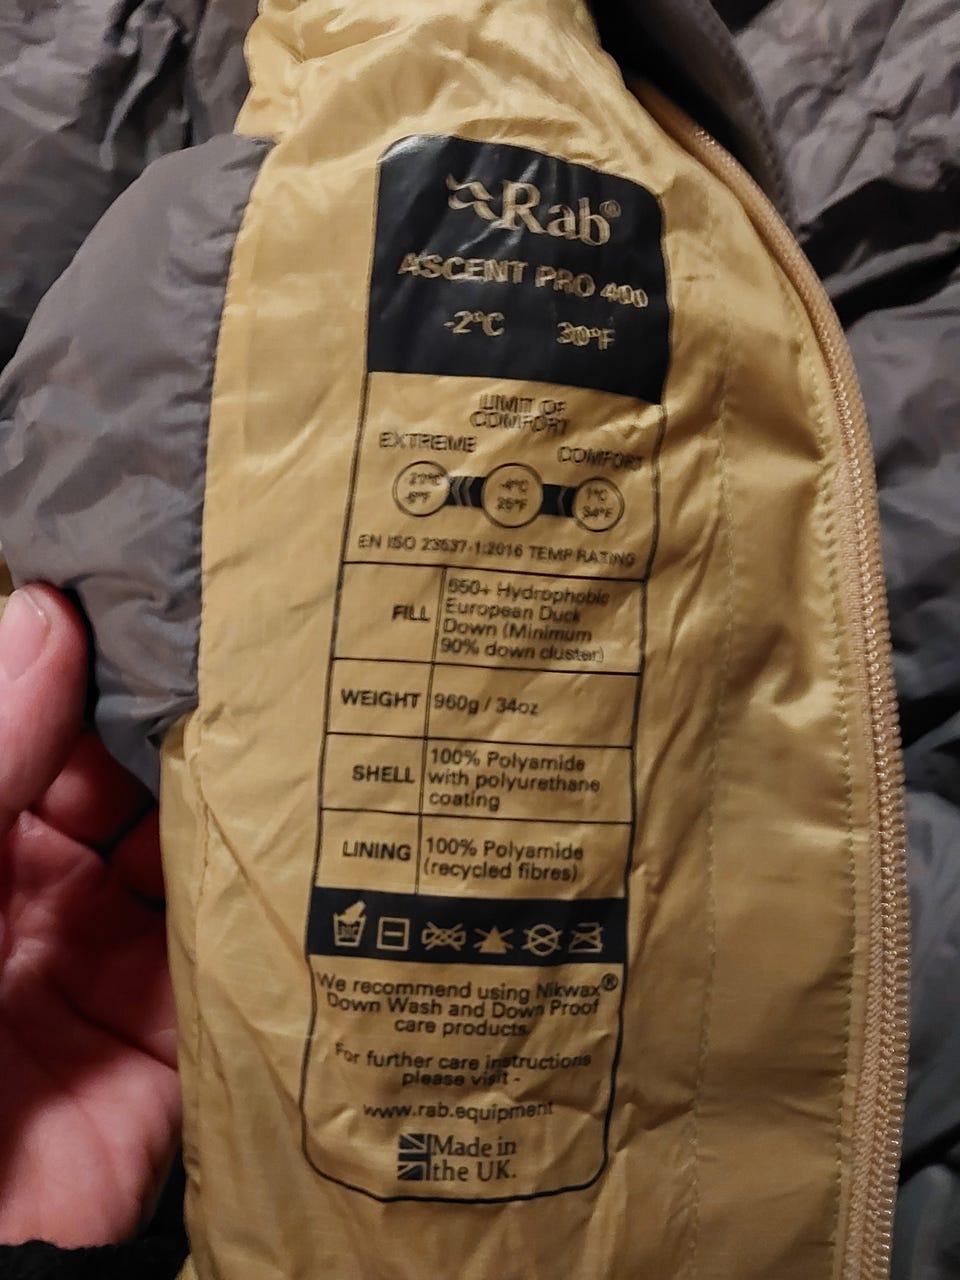 Rab®
ASCENT PRO 400
-2°C 30°F
LIMIT OF
COMFORT
EXTREME COMFORT
-4°C 1°C
-6°F 25°F 34°F
EN ISO 23537-1:2016 TEMP RATING
FILL
650+ Hydrophobic
European Duck
Down (Minimum
90% down cluster)
WEIGHT 960g / 34oz
SHELL
100% Polyamide
with polyurethane
coating
LINING
100% Polyamide
(recycled fibres)
We recommend using Nikwax®
Down Wash and Down Proof
care products.
For further care instructions
please visit -
www.rab.equipment
Made in
the UK.